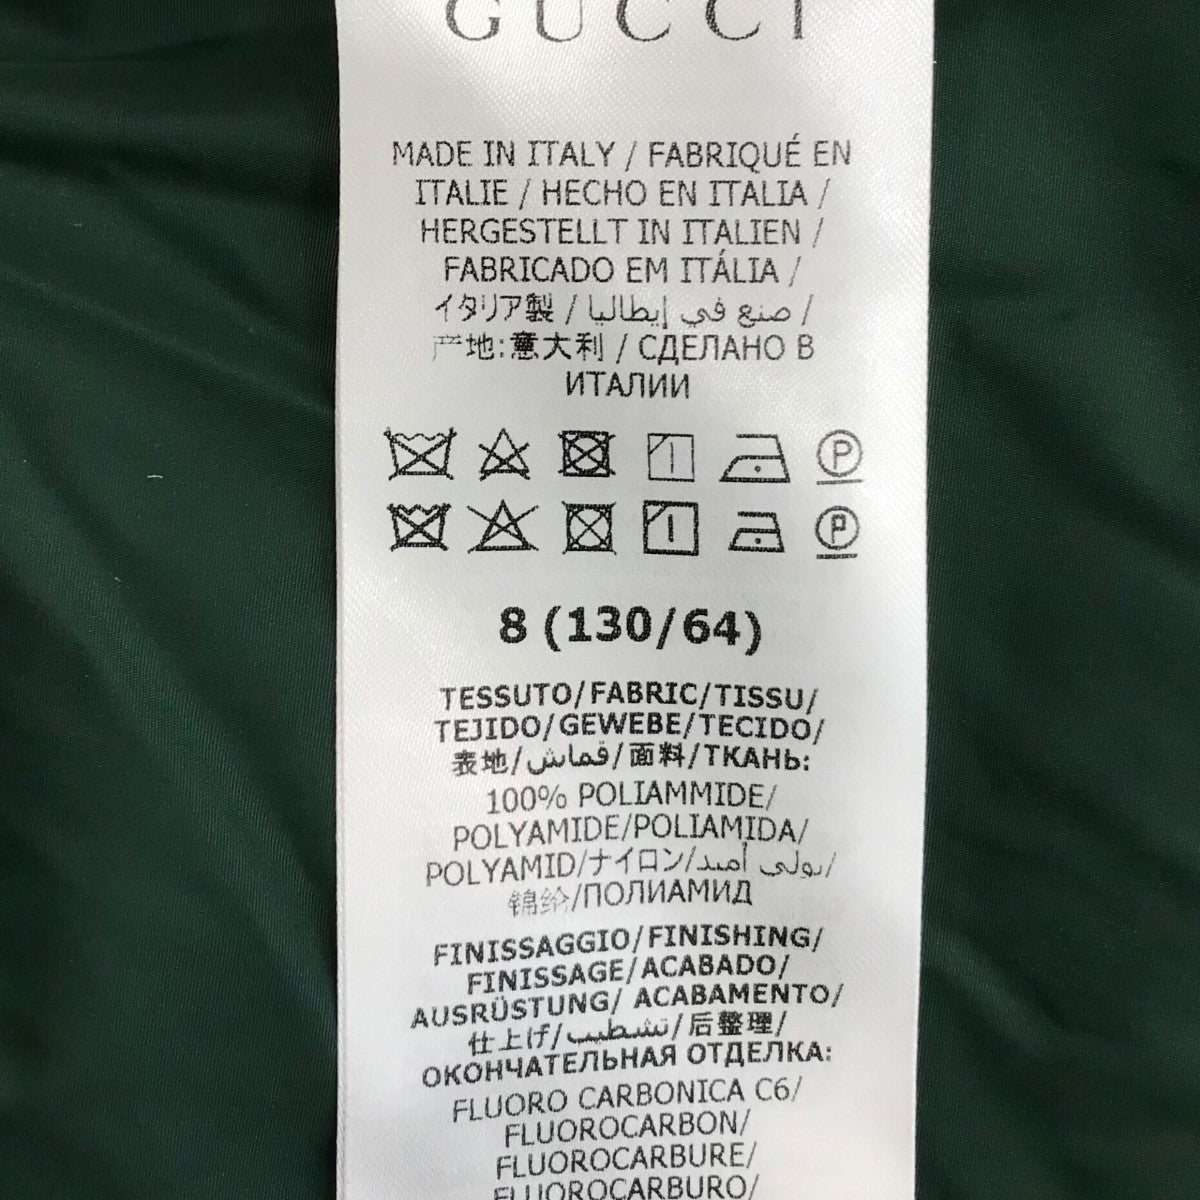 GUCCI
MADE IN ITALY / FABRIQUÉ EN
ITALIE / HECHO EN ITALIA /
HERGESTELLT IN ITALIEN /
FABRICADO EM ITÁLIA /
イタリア製 / صنع في إيطاليا /
产地:意大利 / СДЕЛАНО В
ИТАЛИИ
P
P
8 (130/64)
TESSUTO/FABRIC/TISSU/
TEJIDO/GEWEBE/TECIDO/
表地/قماش/面料/ТКАНЬ:
100% POLIAMMIDE/
POLYAMIDE/POLIAMIDA/
POLYAMID/ナイロン/بولي أميد/
锦纶/ПОЛИАМИД
FINISSAGGIO/FINISHING/
FINISSAGE/ACABADO/
AUSRÜSTUNG/ ACABAMENTO/
仕上げ/تشطيب/后整理/
ОКОНЧАТЕЛЬНАЯ ОТДЕЛКА:
FLUORO CARBONICA C6/
FLUOROCARBON/
FLUOROCARBURE/
FLUOROCARBURO/